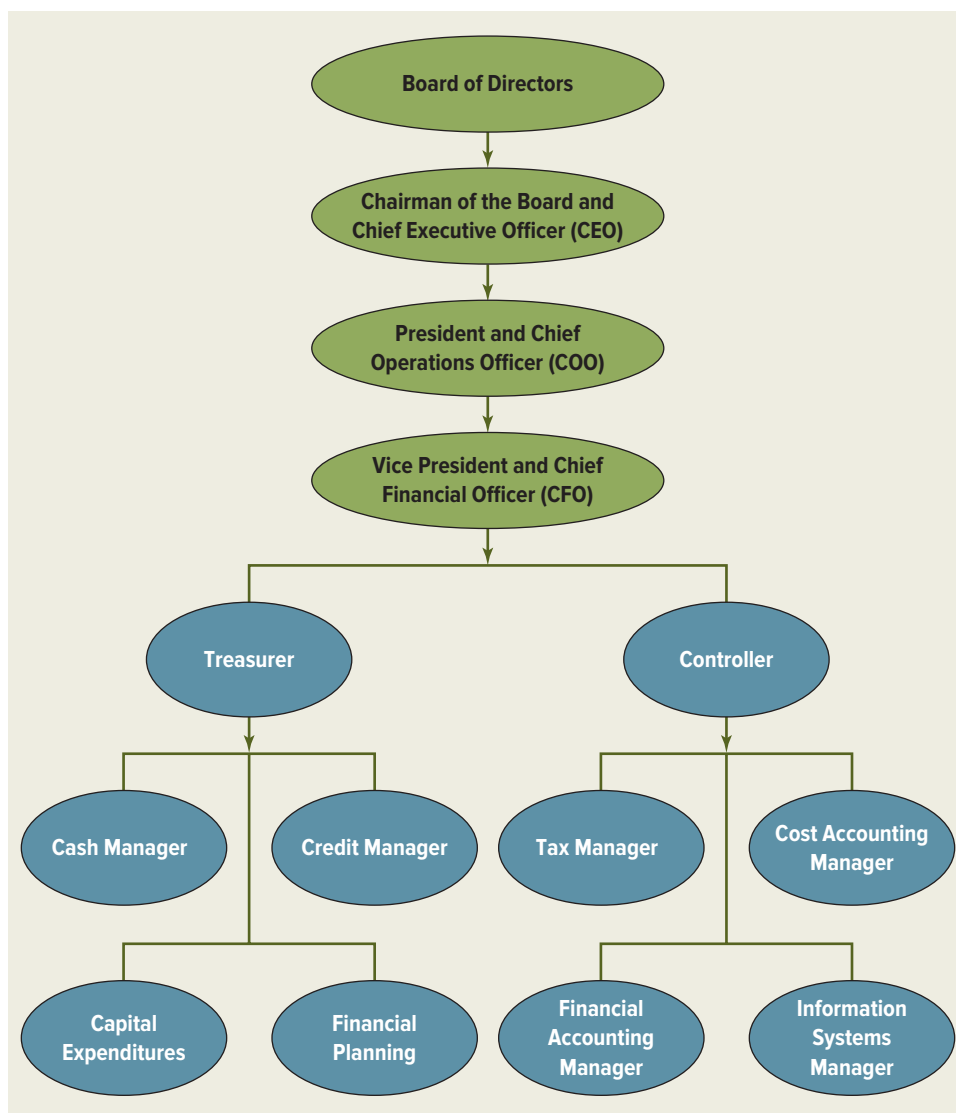 Board of Directors
Chairman of the Board and
Chief Executive Officer (CEO)
President and Chief
Operations Officer (COO)
Vice President and Chief
Financial Officer (CFO)
Treasurer
Controller
Cash Manager
Credit Manager
Tax Manager
Cost Accounting
Manager
Capital
Expenditures
Financial
Planning
Financial
Accounting
Manager
Information
Systems
Manager